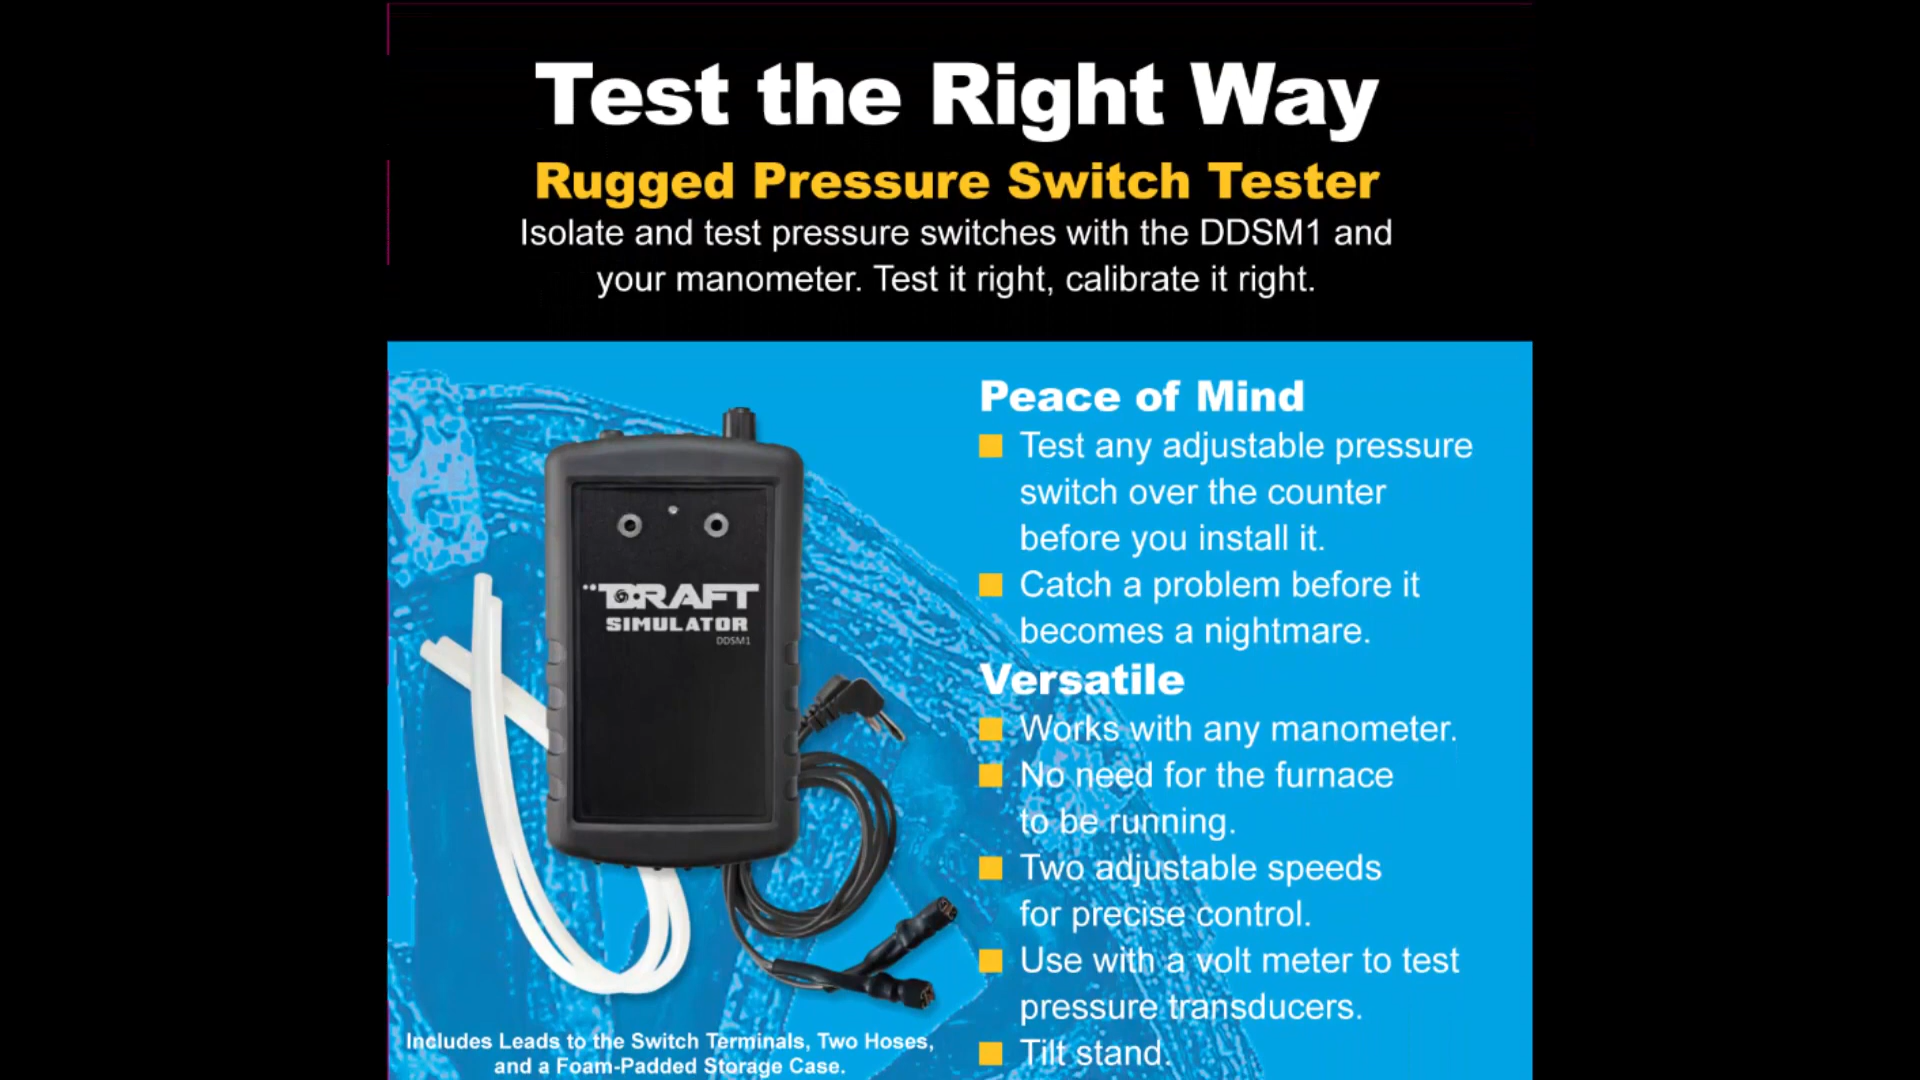 Test the Right Way
Rugged Pressure Switch Tester
Isolate and test pressure switches with the DDSM1 and
your manometer. Test it right, calibrate it right.
DRAFT
SIMULATOR
DDSM1
Includes Leads to the Switch Terminals, Two Hoses,
and a Foam-Padded Storage Case.
Peace of Mind
Test any adjustable pressure
switch over the counter
before you install it.
Catch a problem before it
becomes a nightmare.
Versatile
Works with any manometer.
No need for the furnace
to be running.
Two adjustable speeds
for precise control.
Use with a volt meter to test
pressure transducers.
Tilt stand.